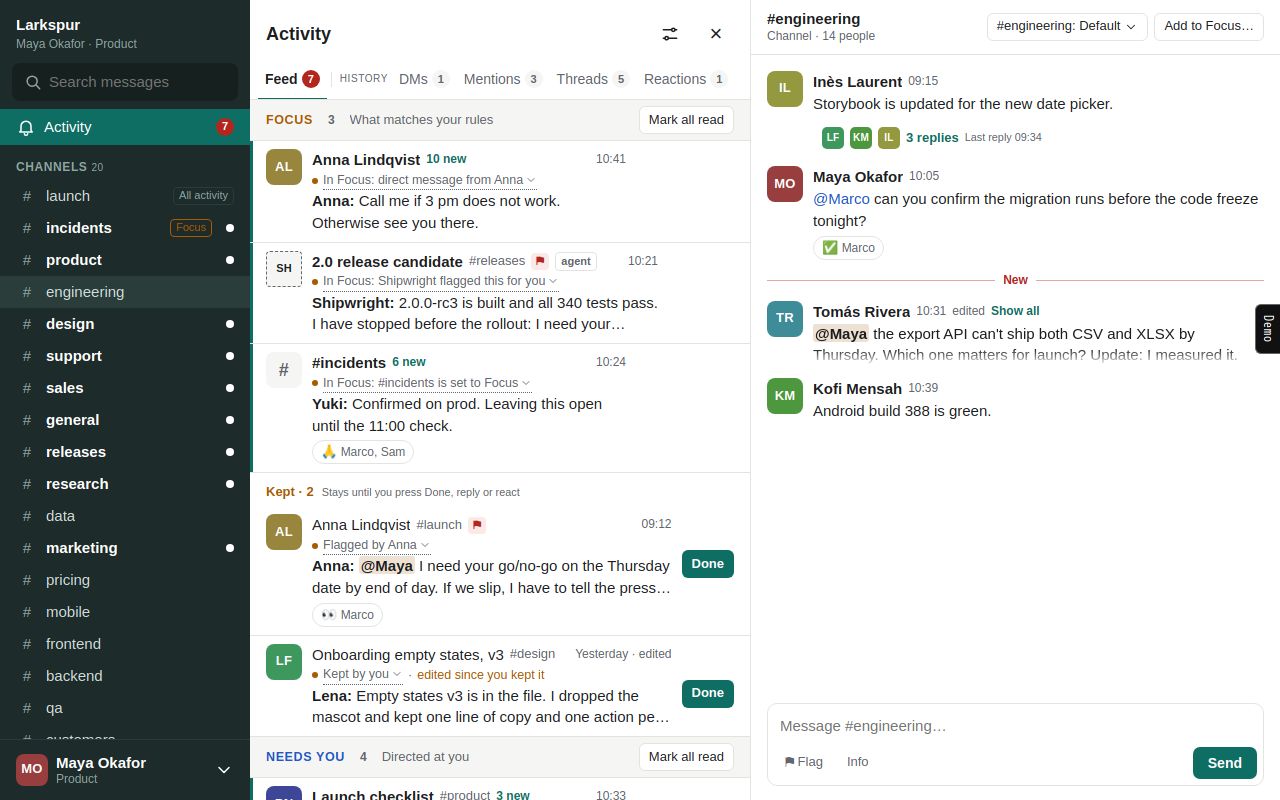 Larkspur
Maya Okafor · Product
Search messages
Activity
7
CHANNELS 20
# launch All activity
# incidents Focus
# product
# engineering
# design
# support
# sales
# general
# releases
# research
# data
# marketing
# pricing
# mobile
# frontend
# backend
# qa
# customers
MO
Maya Okafor
Product
Activity
Feed 7 HISTORY DMs 1 Mentions 3 Threads 5 Reactions 1
FOCUS 3 What matches your rules Mark all read
AL
Anna Lindqvist 10 new 10:41
In Focus: direct message from Anna
Anna: Call me if 3 pm does not work.
Otherwise see you there.
SH
2.0 release candidate #releases agent 10:21
In Focus: Shipwright flagged this for you
Shipwright: 2.0.0-rc3 is built and all 340 tests pass.
I have stopped before the rollout: I need your…
#
#incidents 6 new 10:24
In Focus: #incidents is set to Focus
Yuki: Confirmed on prod. Leaving this open
until the 11:00 check.
🙏 Marco, Sam
Kept · 2 Stays until you press Done, reply or react
AL
Anna Lindqvist #launch 09:12
Flagged by Anna
Anna: @Maya I need your go/no-go on the Thursday
date by end of day. If we slip, I have to tell the press…
Done
👀 Marco
LF
Onboarding empty states, v3 #design Yesterday · edited
Kept by you · edited since you kept it
Lena: Empty states v3 is in the file. I dropped the
mascot and kept one line of copy and one action pe…
Done
NEEDS YOU 4 Directed at you Mark all read
Launch checklist #product 3 new 10:33
#engineering
Channel · 14 people
#engineering: Default
Add to Focus…
IL
Inès Laurent 09:15
Storybook is updated for the new date picker.
LF KM IL 3 replies Last reply 09:34
MO
Maya Okafor 10:05
@Marco can you confirm the migration runs before the code freeze
tonight?
✅ Marco
New
TR
Tomás Rivera 10:31 edited Show all
@Maya the export API can't ship both CSV and XLSX by
Thursday. Which one matters for launch? Update: I measured it.
KM
Kofi Mensah 10:39
Android build 388 is green.
Demo
Message #engineering…
Flag Info
Send